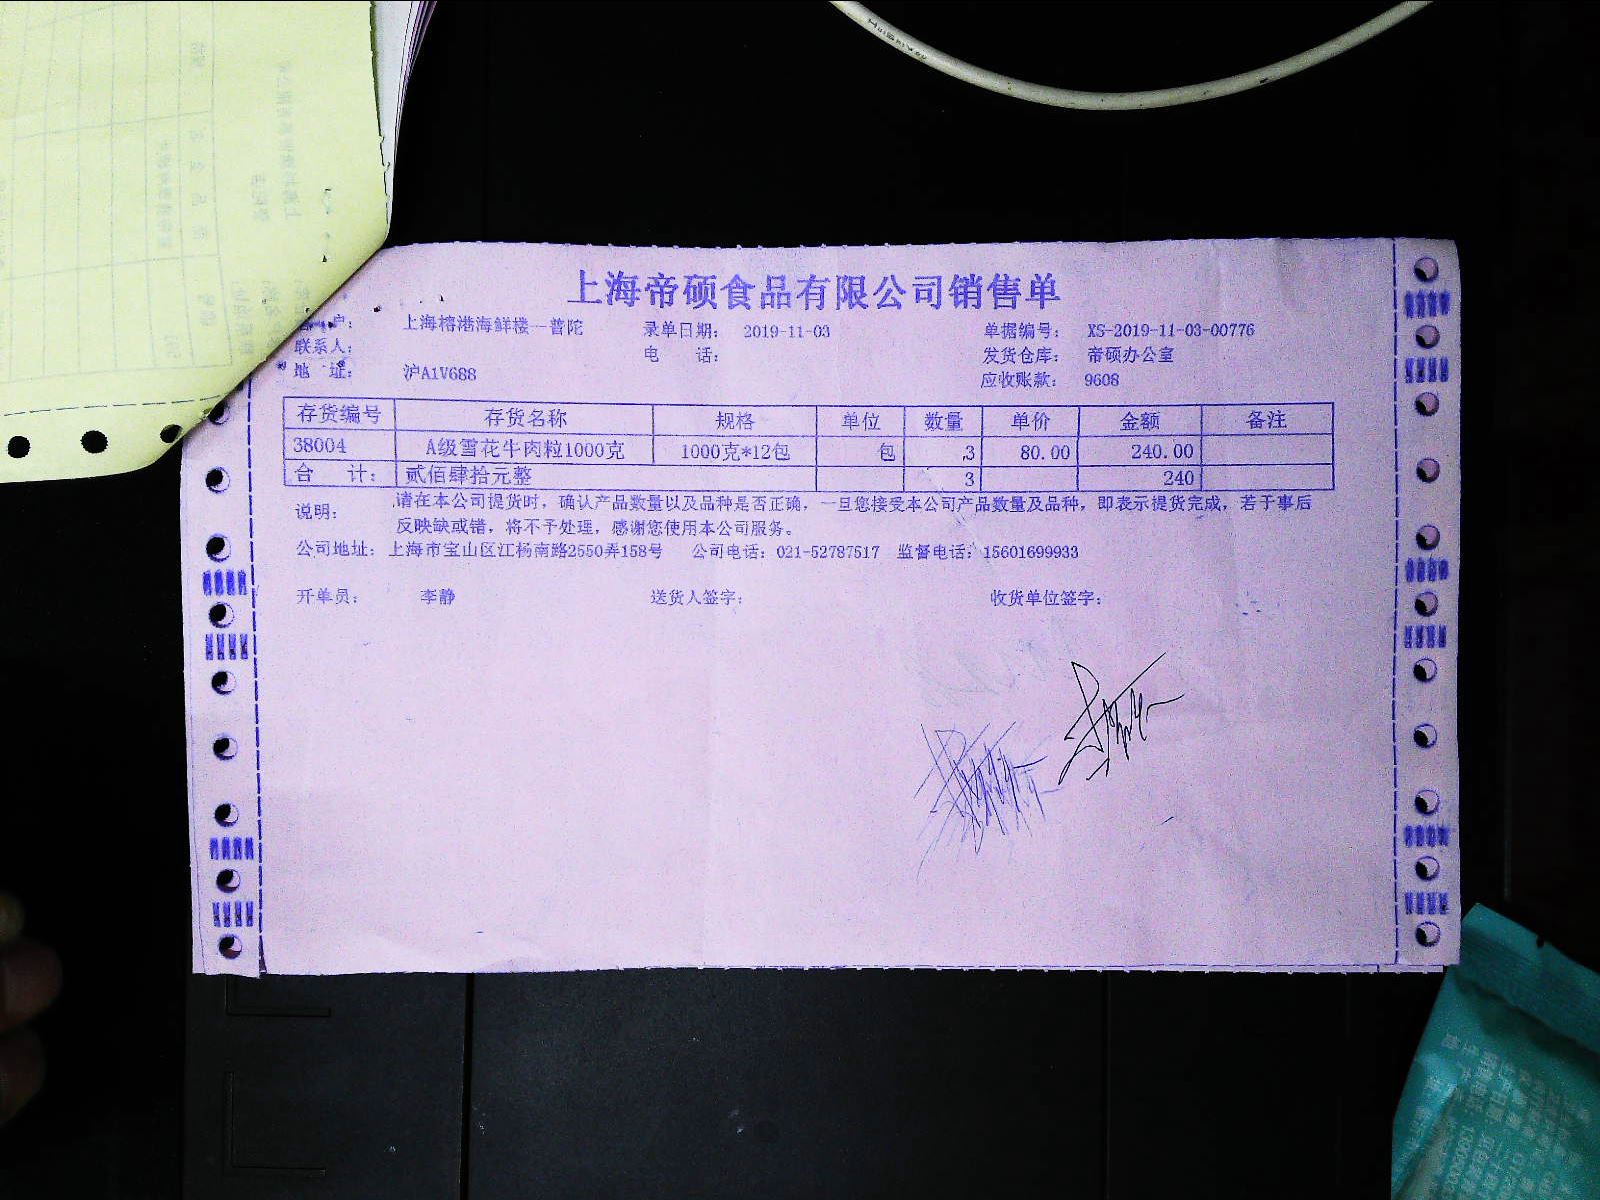 上海帝硕食品有限公司销售单
客 户： 上海榕港海鲜楼--普陀 录单日期： 2019-11-03 单据编号： XS-2019-11-03-00776
联系人： 电 话： 发货仓库： 帝硕办公室
地 址： 沪A1V688 应收账款： 9608
存货编号 存货名称 规格 单位 数量 单价 金额 备注
38004 A级雪花牛肉粒1000克 1000克*12包 包 3 80.00 240.00
合 计： 贰佰肆拾元整 3 240
说明： 请在本公司提货时，确认产品数量以及品种是否正确，一旦您接受本公司产品数量及品种，即表示提货完成，若于事后
反映缺或错，将不予处理，感谢您使用本公司服务。
公司地址： 上海市宝山区江杨南路2550弄158号 公司电话：021-52787517 监督电话：15601699933
开单员： 李静 送货人签字： 收货单位签字：